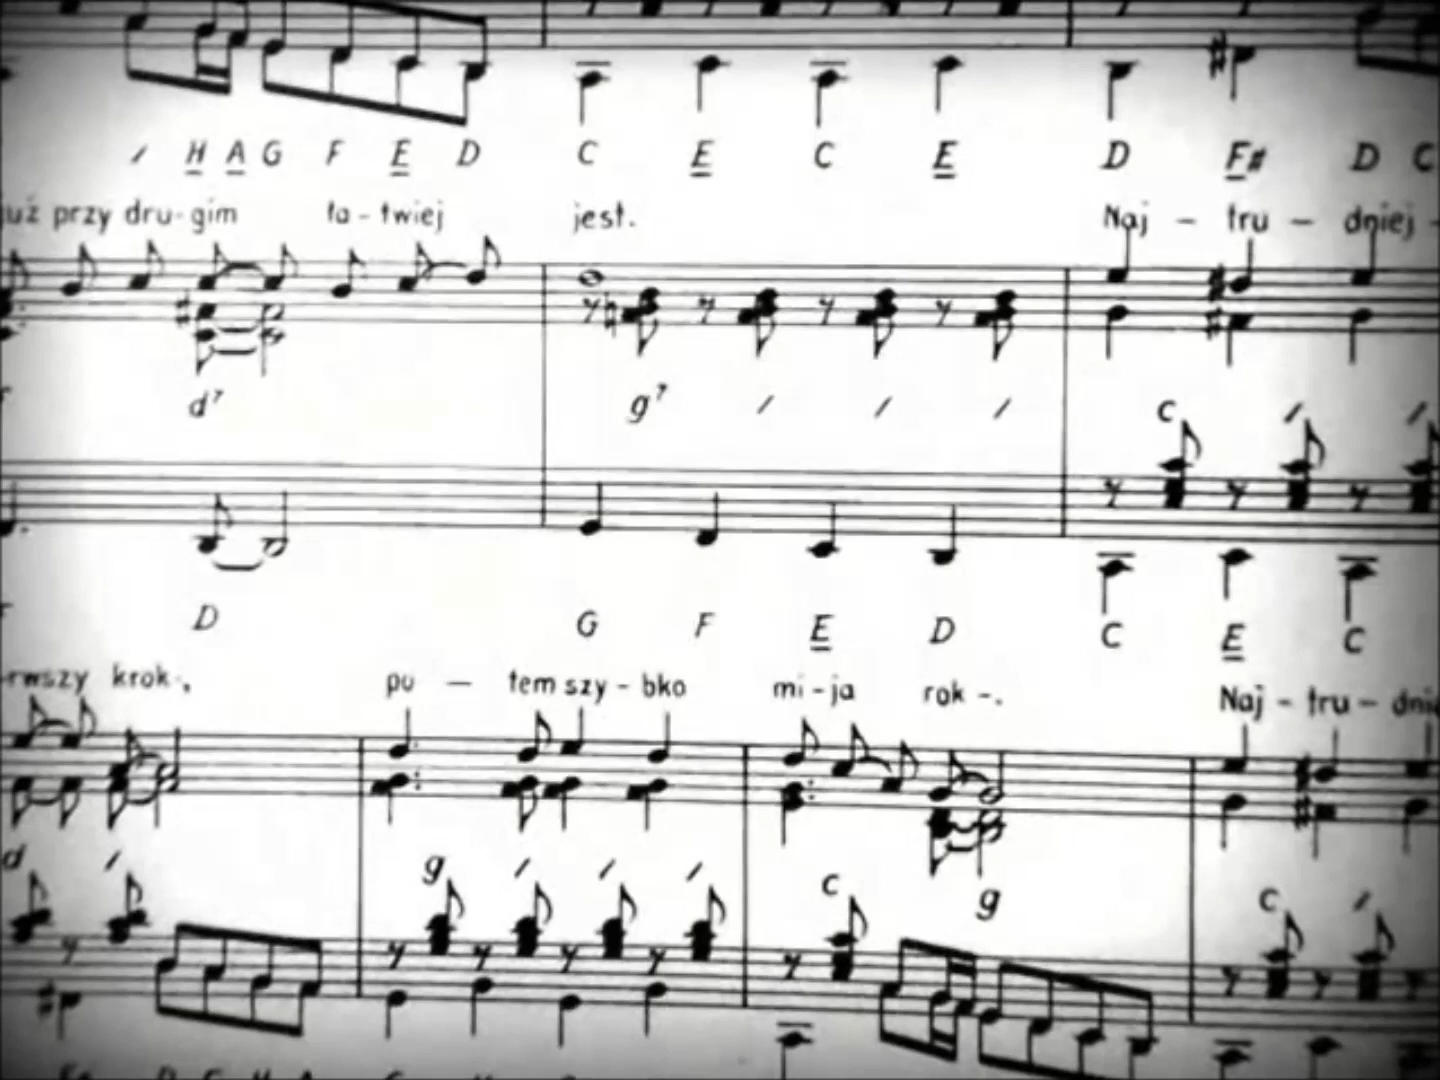 H A G F E D C E C E D F# D C
już przy dru-gim ła-twiej jest. Naj - tru - dniej -
d7 g7 / / / C / /
D G F E D C E C
rwszy krok-, po - tem szy-bko mi-ja rok-. Naj-tru-dnie
d / g / / / C g C /